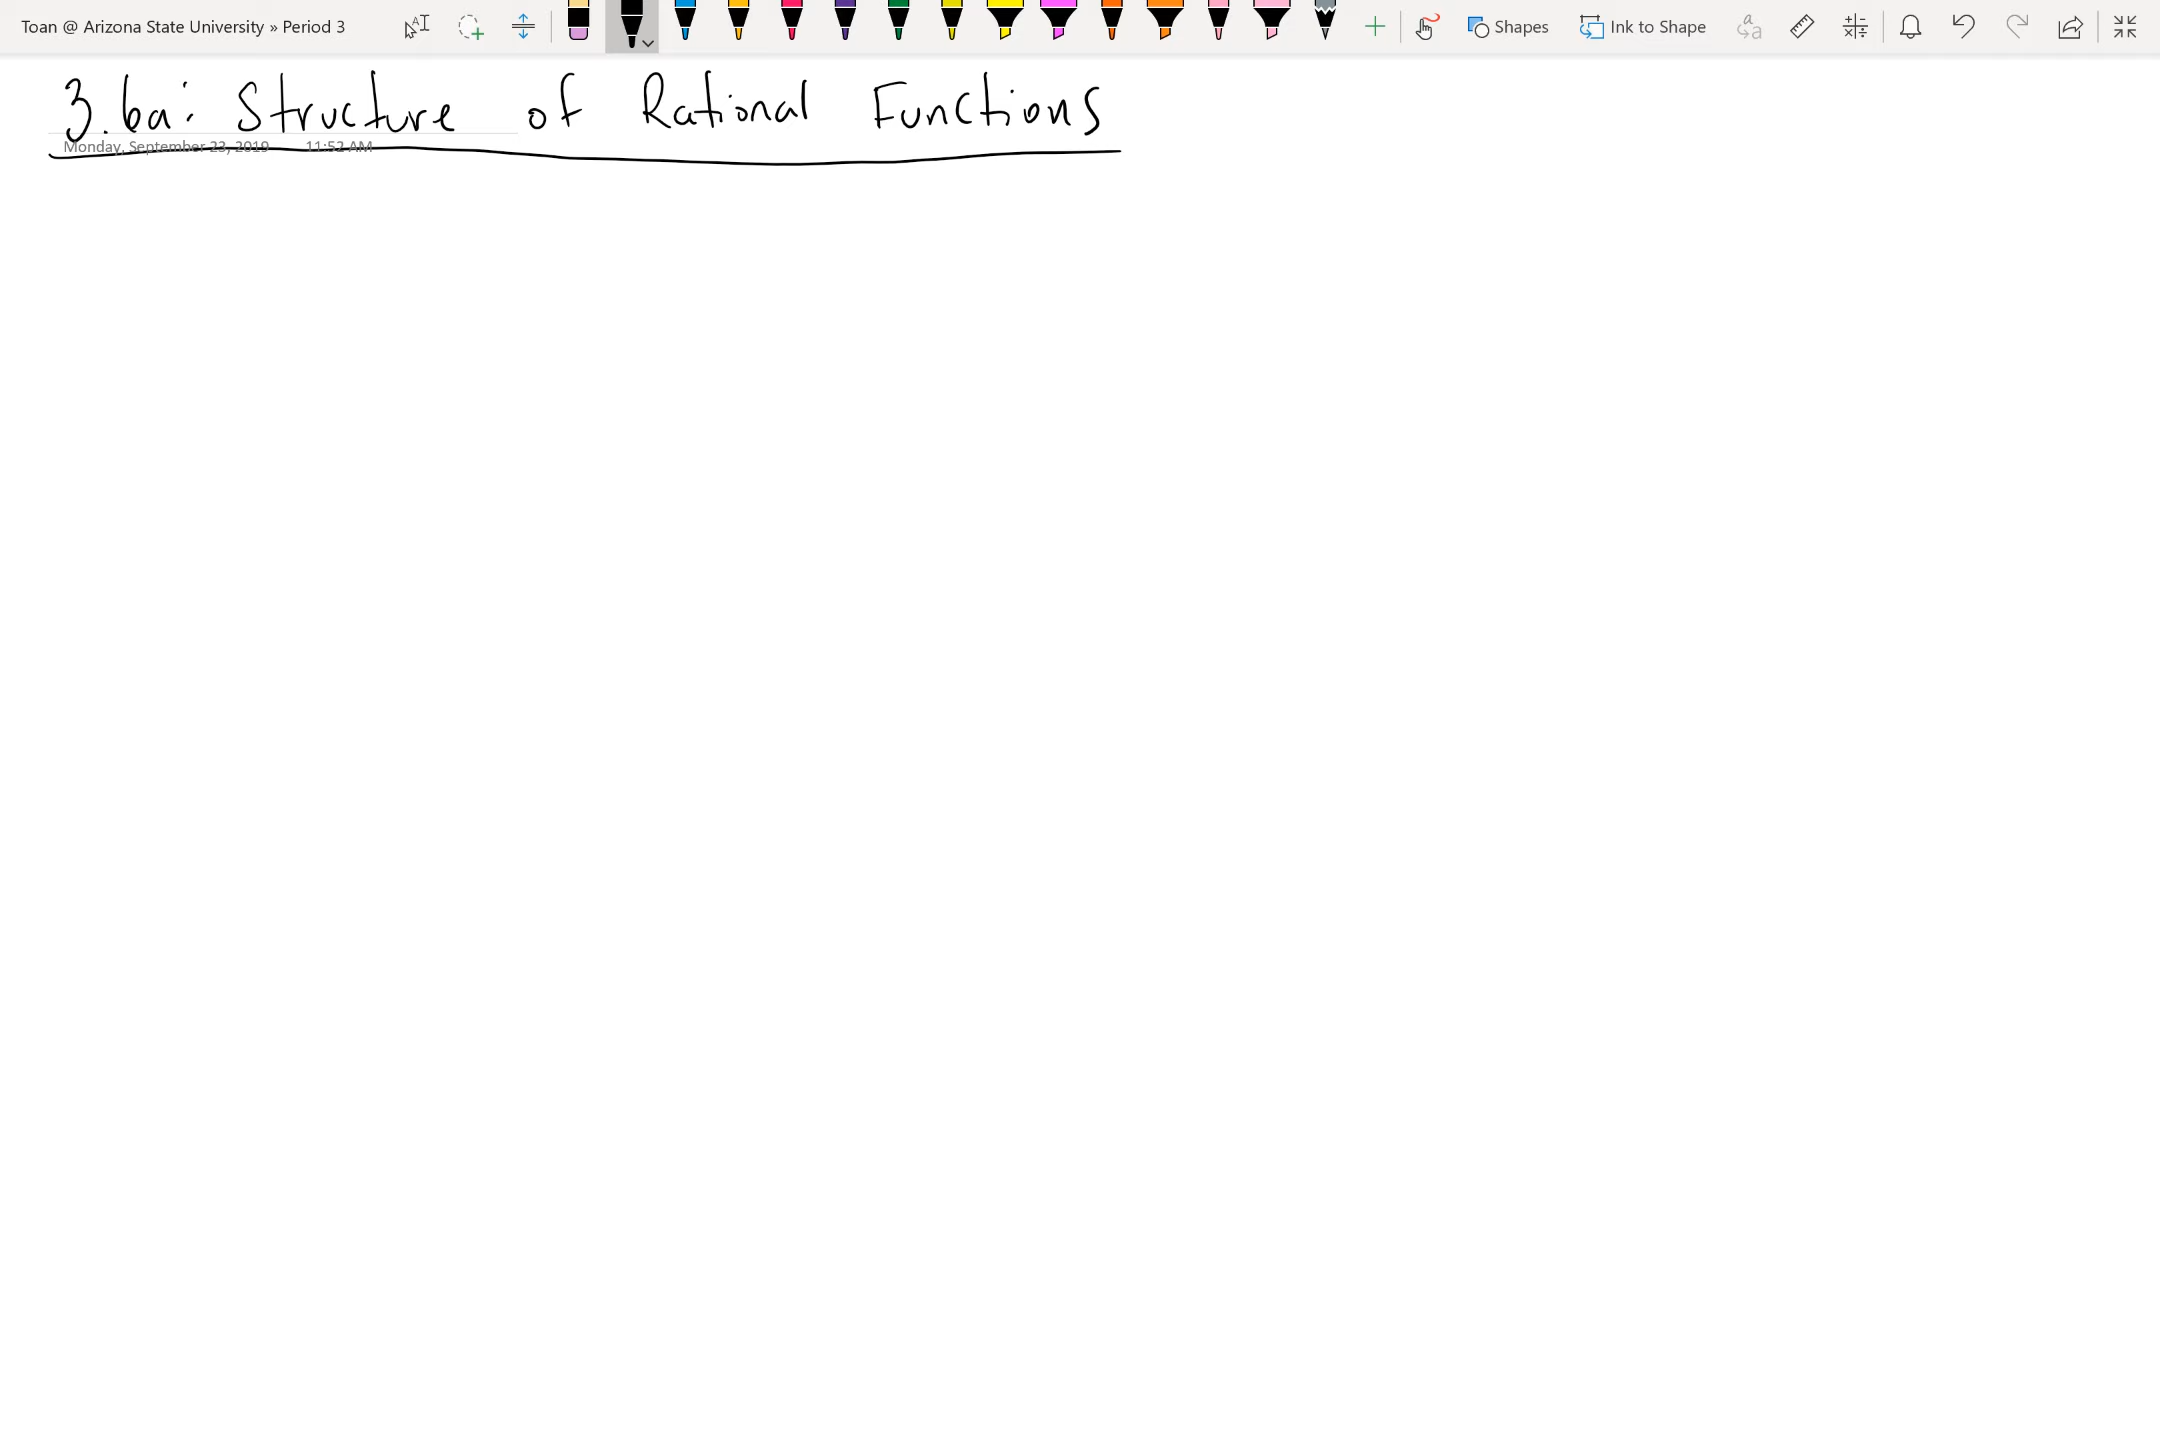 Toan @ Arizona State University » Period 3 Shapes Ink to Shape
3.6a: Structure of Rational Functions
Monday, September 23, 2019 11:52 AM